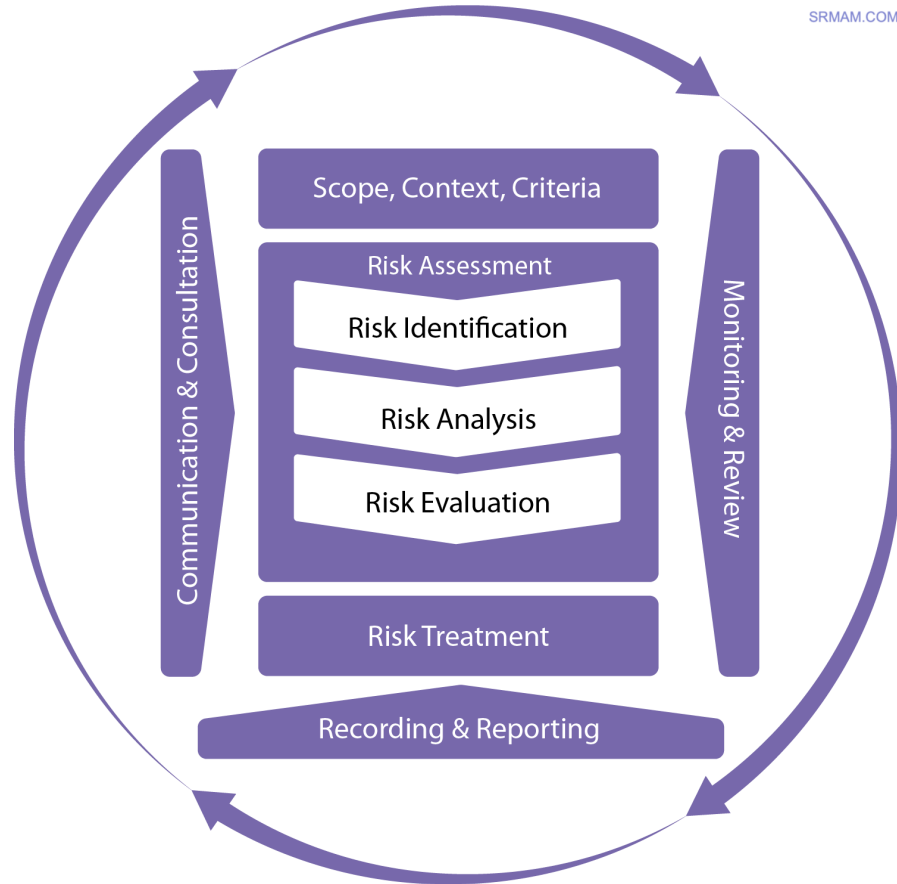 SRMAM.COM
Scope, Context, Criteria
Communication & Consultation
Risk Assessment
Risk Identification
Risk Analysis
Risk Evaluation
Monitoring & Review
Risk Treatment
Recording & Reporting